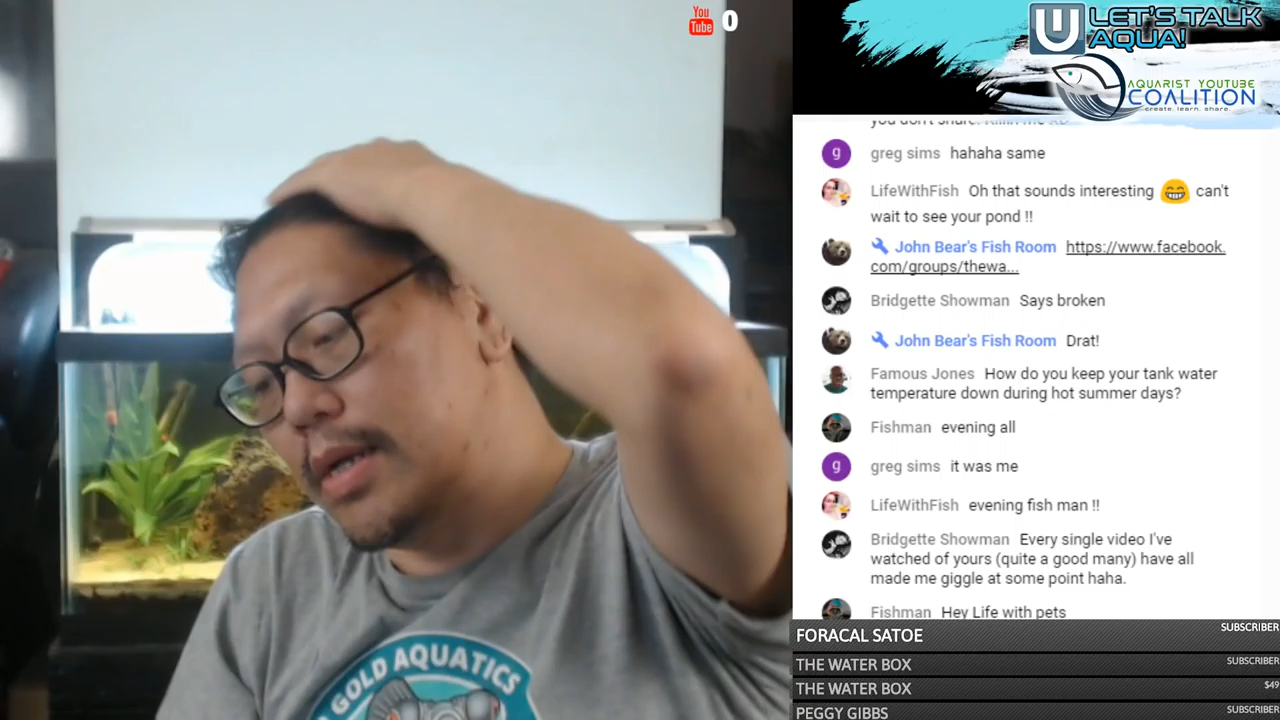 You
Tube
0
LET'S TALK
AQUA!
AQUARIST YOUTUBE
COALITION
create. learn. share.
you don't share.
greg sims hahaha same
LifeWithFish Oh that sounds interesting 😁 can't
wait to see your pond !!
John Bear's Fish Room https://www.facebook.
com/groups/thewa...
Bridgette Showman Says broken
John Bear's Fish Room Drat!
Famous Jones How do you keep your tank water
temperature down during hot summer days?
Fishman evening all
greg sims it was me
LifeWithFish evening fish man !!
Bridgette Showman Every single video I've
watched of yours (quite a good many) have all
made me giggle at some point haha.
Fishman Hey Life with pets
FORACAL SATOE SUBSCRIBER
THE WATER BOX SUBSCRIBER
THE WATER BOX $49
PEGGY GIBBS SUBSCRIBER
GOLD AQUATICS